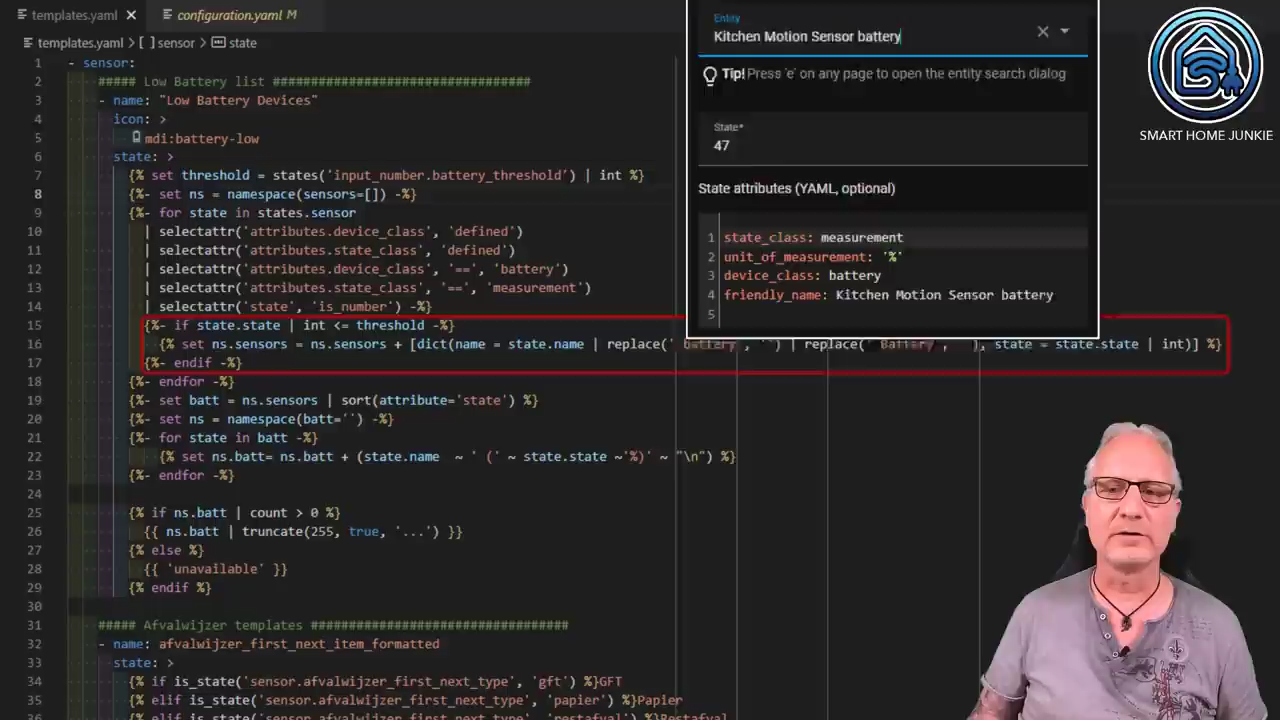 templates.yaml
configuration.yaml M
templates.yaml > [ ] sensor > state
1 - sensor:
2 ##### Low Battery list ##################################
3 - name: "Low Battery Devices"
4 icon: >
5 mdi:battery-low
6 state: >
7 {% set threshold = states('input_number.battery_threshold') | int %}
8 {%- set ns = namespace(sensors=[]) -%}
9 {%- for state in states.sensor
10 | selectattr('attributes.device_class', 'defined')
11 | selectattr('attributes.state_class', 'defined')
12 | selectattr('attributes.device_class', '==', 'battery')
13 | selectattr('attributes.state_class', '==', 'measurement')
14 | selectattr('state', 'is_number') -%}
15 {%- if state.state | int <= threshold -%}
16 {% set ns.sensors = ns.sensors + [dict(name = state.name | replace(' battery', '') | replace(' Battery', ''), state = state.state | int)] %}
17 {%- endif -%}
18 {%- endfor -%}
19 {%- set batt = ns.sensors | sort(attribute='state') %}
20 {%- set ns = namespace(batt='') -%}
21 {%- for state in batt -%}
22 {% set ns.batt= ns.batt + (state.name ~ ' (' ~ state.state ~'%)' ~ "\n") %}
23 {%- endfor -%}
24
25 {% if ns.batt | count > 0 %}
26 {{ ns.batt | truncate(255, true, '...') }}
27 {% else %}
28 {{ 'unavailable' }}
29 {% endif %}
30
31 ##### Afvalwijzer templates ##################################
32 - name: afvalwijzer_first_next_item_formatted
33 state: >
34 {% if is_state('sensor.afvalwijzer_first_next_type', 'gft') %}GFT
35 {% elif is_state('sensor.afvalwijzer_first_next_type', 'papier') %}Papier
36 {% elif is_state('sensor.afvalwijzer_first_next_type', 'restafval') %}Restafval
Entity
Kitchen Motion Sensor battery
Tip! Press 'e' on any page to open the entity search dialog
State*
47
State attributes (YAML, optional)
1 state_class: measurement
2 unit_of_measurement: '%'
3 device_class: battery
4 friendly_name: Kitchen Motion Sensor battery
5
SMART HOME JUNKIE